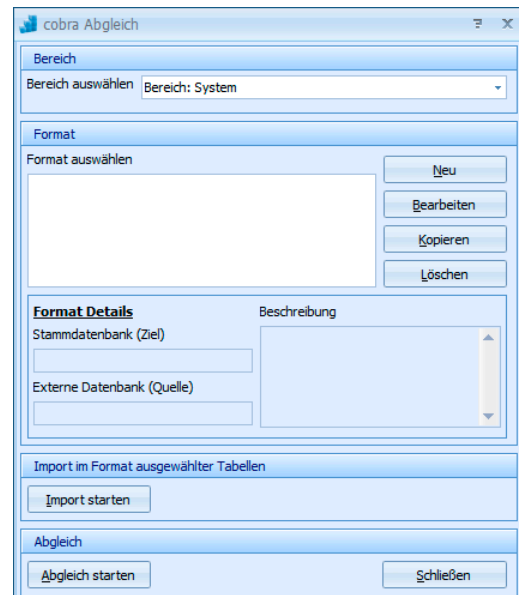 cobra Abgleich
Bereich
Bereich auswählen Bereich: System
Format
Format auswählen
Neu
Bearbeiten
Kopieren
Löschen
Format Details
Beschreibung
Stammdatenbank (Ziel)
Externe Datenbank (Quelle)
Import im Format ausgewählter Tabellen
Import starten
Abgleich
Abgleich starten
Schließen